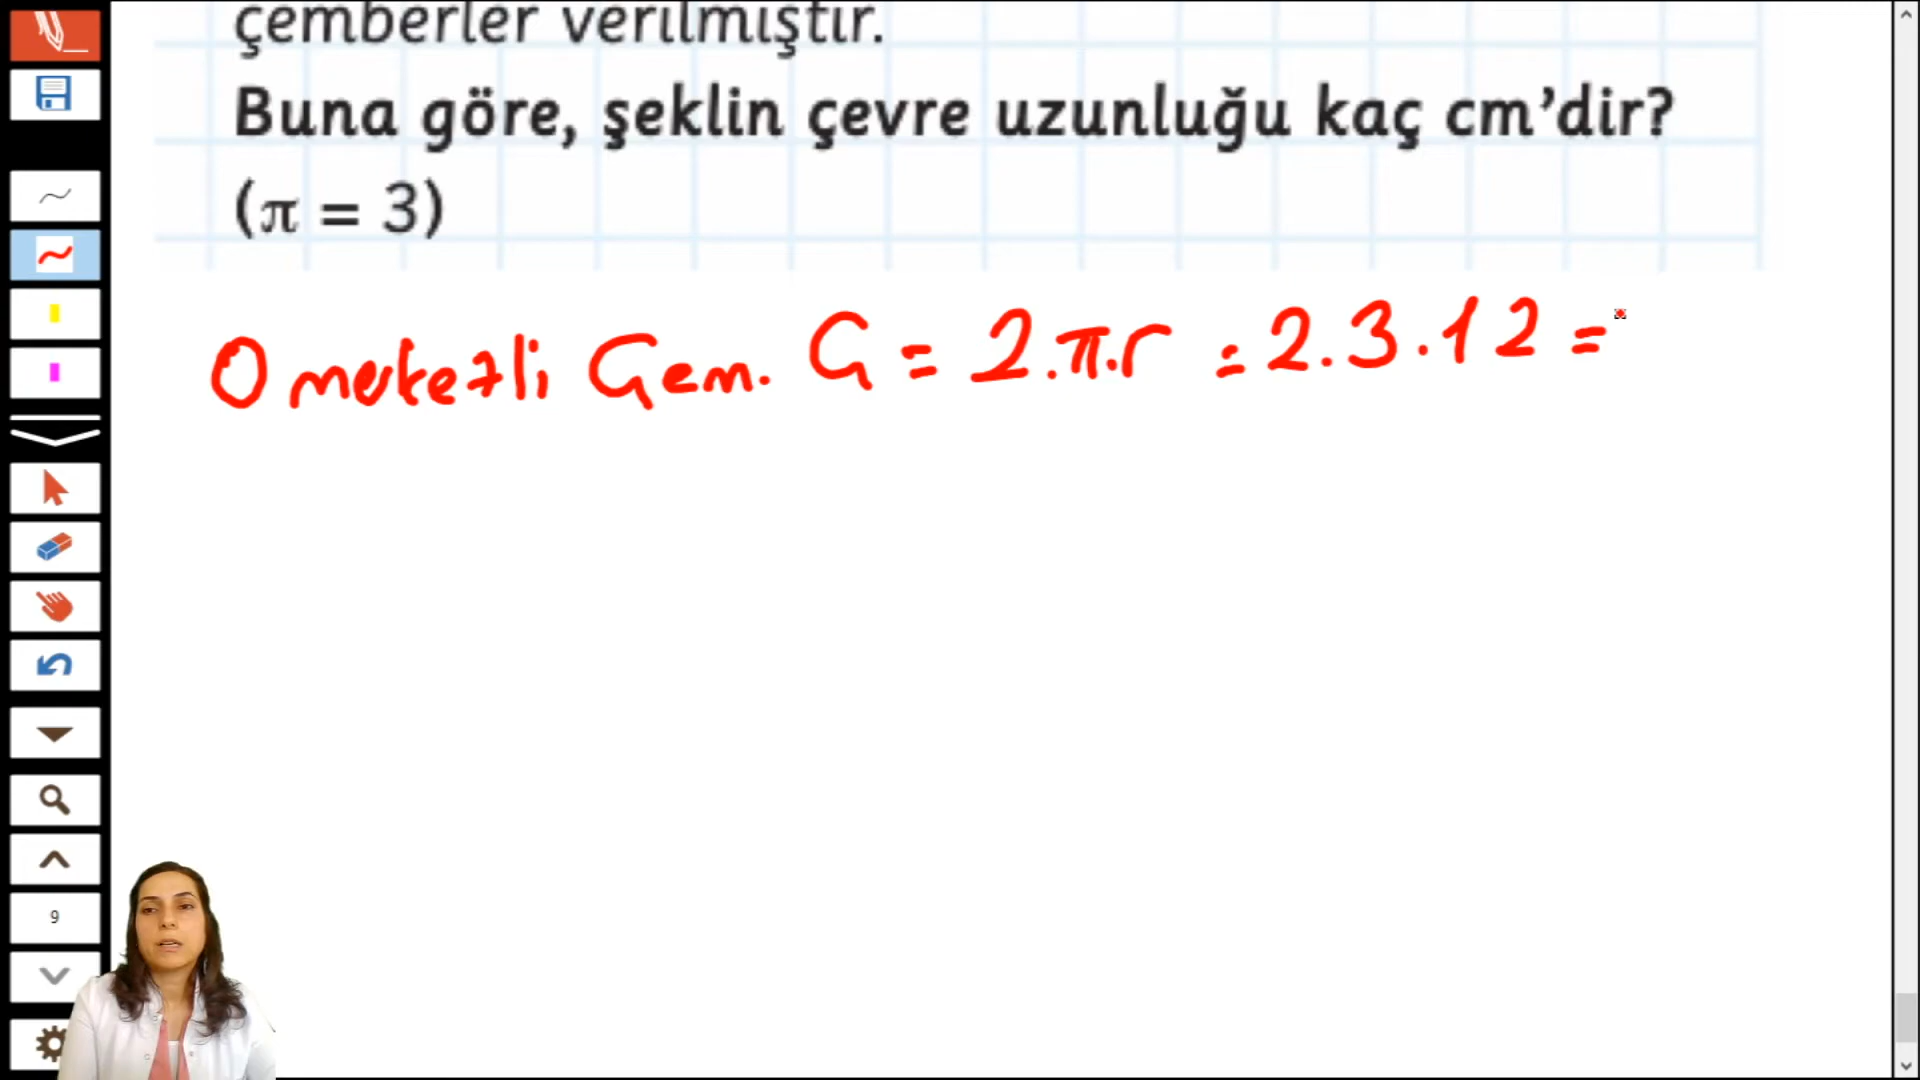 çemberler verilmiştir.
Buna göre, şeklin çevre uzunluğu kaç cm'dir?
(π = 3)
O merkezli Çem. Ç = 2.π.r = 2.3.12 =
9